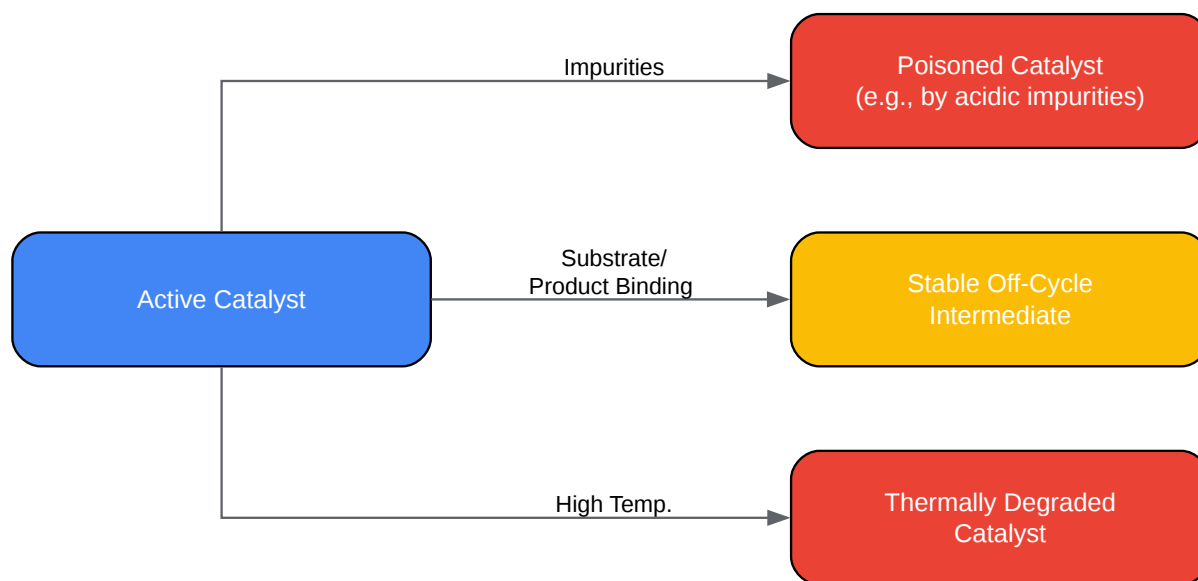 Impurities
Poisoned Catalyst
(e.g., by acidic impurities)
Active Catalyst
Substrate/
Product Binding
Stable Off-Cycle
Intermediate
High Temp.
Thermally Degraded
Catalyst